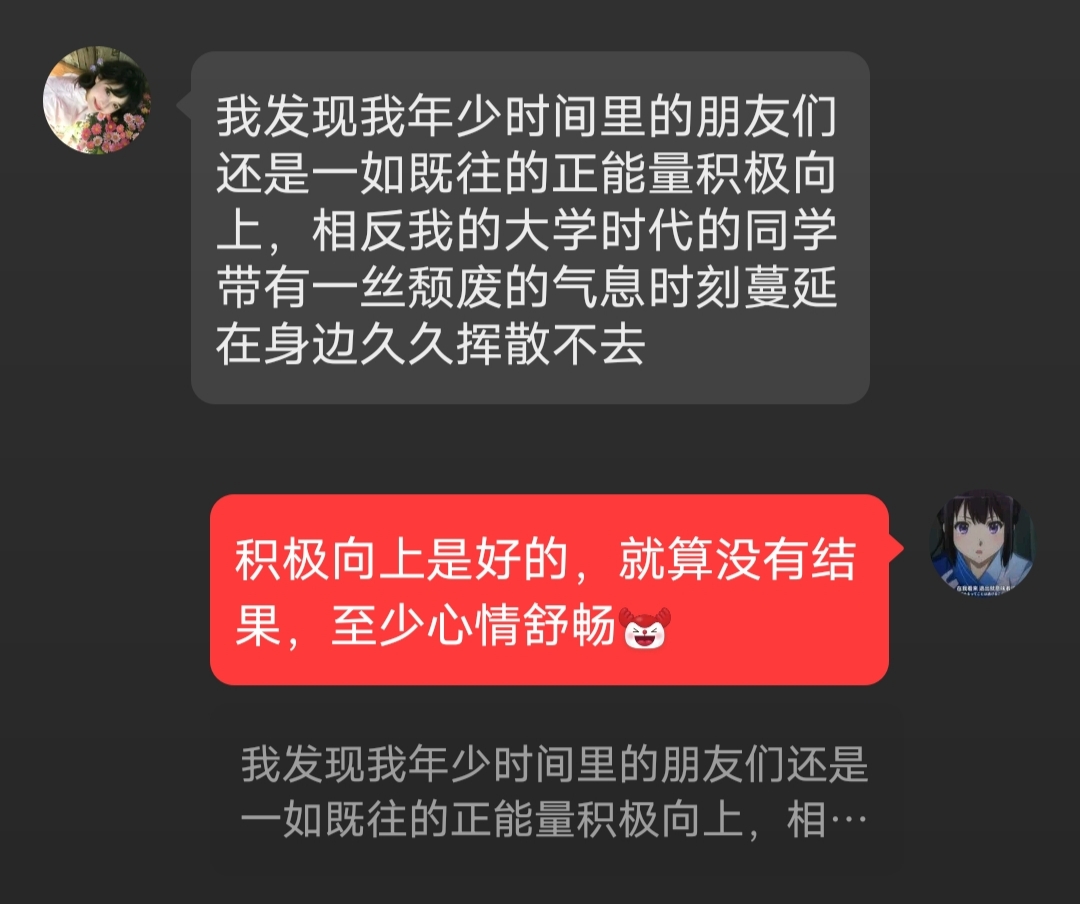 我发现我年少时间里的朋友们
还是一如既往的正能量积极向
上，相反我的大学时代的同学
带有一丝颓废的气息时刻蔓延
在身边久久挥散不去
积极向上是好的，就算没有结
果，至少心情舒畅
我发现我年少时间里的朋友们还是
一如既往的正能量积极向上，相…